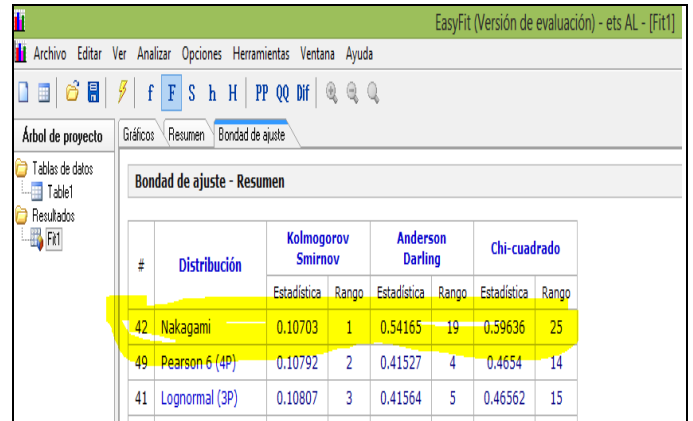 EasyFit (Versión de evaluación) - ets AL - [Fit1]
Archivo Editar Ver Analizar Opciones Herramientas Ventana Ayuda
f F S h H PP QQ Dif
Árbol de proyecto
Tablas de datos
Table1
Resultados
Fit1
Gráficos Resumen Bondad de ajuste
Bondad de ajuste - Resumen
# Distribución Kolmogorov Smirnov Anderson Darling Chi-cuadrado
Estadística Rango Estadística Rango Estadística Rango
42 Nakagami 0.10703 1 0.54165 19 0.59636 25
49 Pearson 6 (4P) 0.10792 2 0.41527 4 0.4654 14
41 Lognormal (3P) 0.10807 3 0.41564 5 0.46562 15